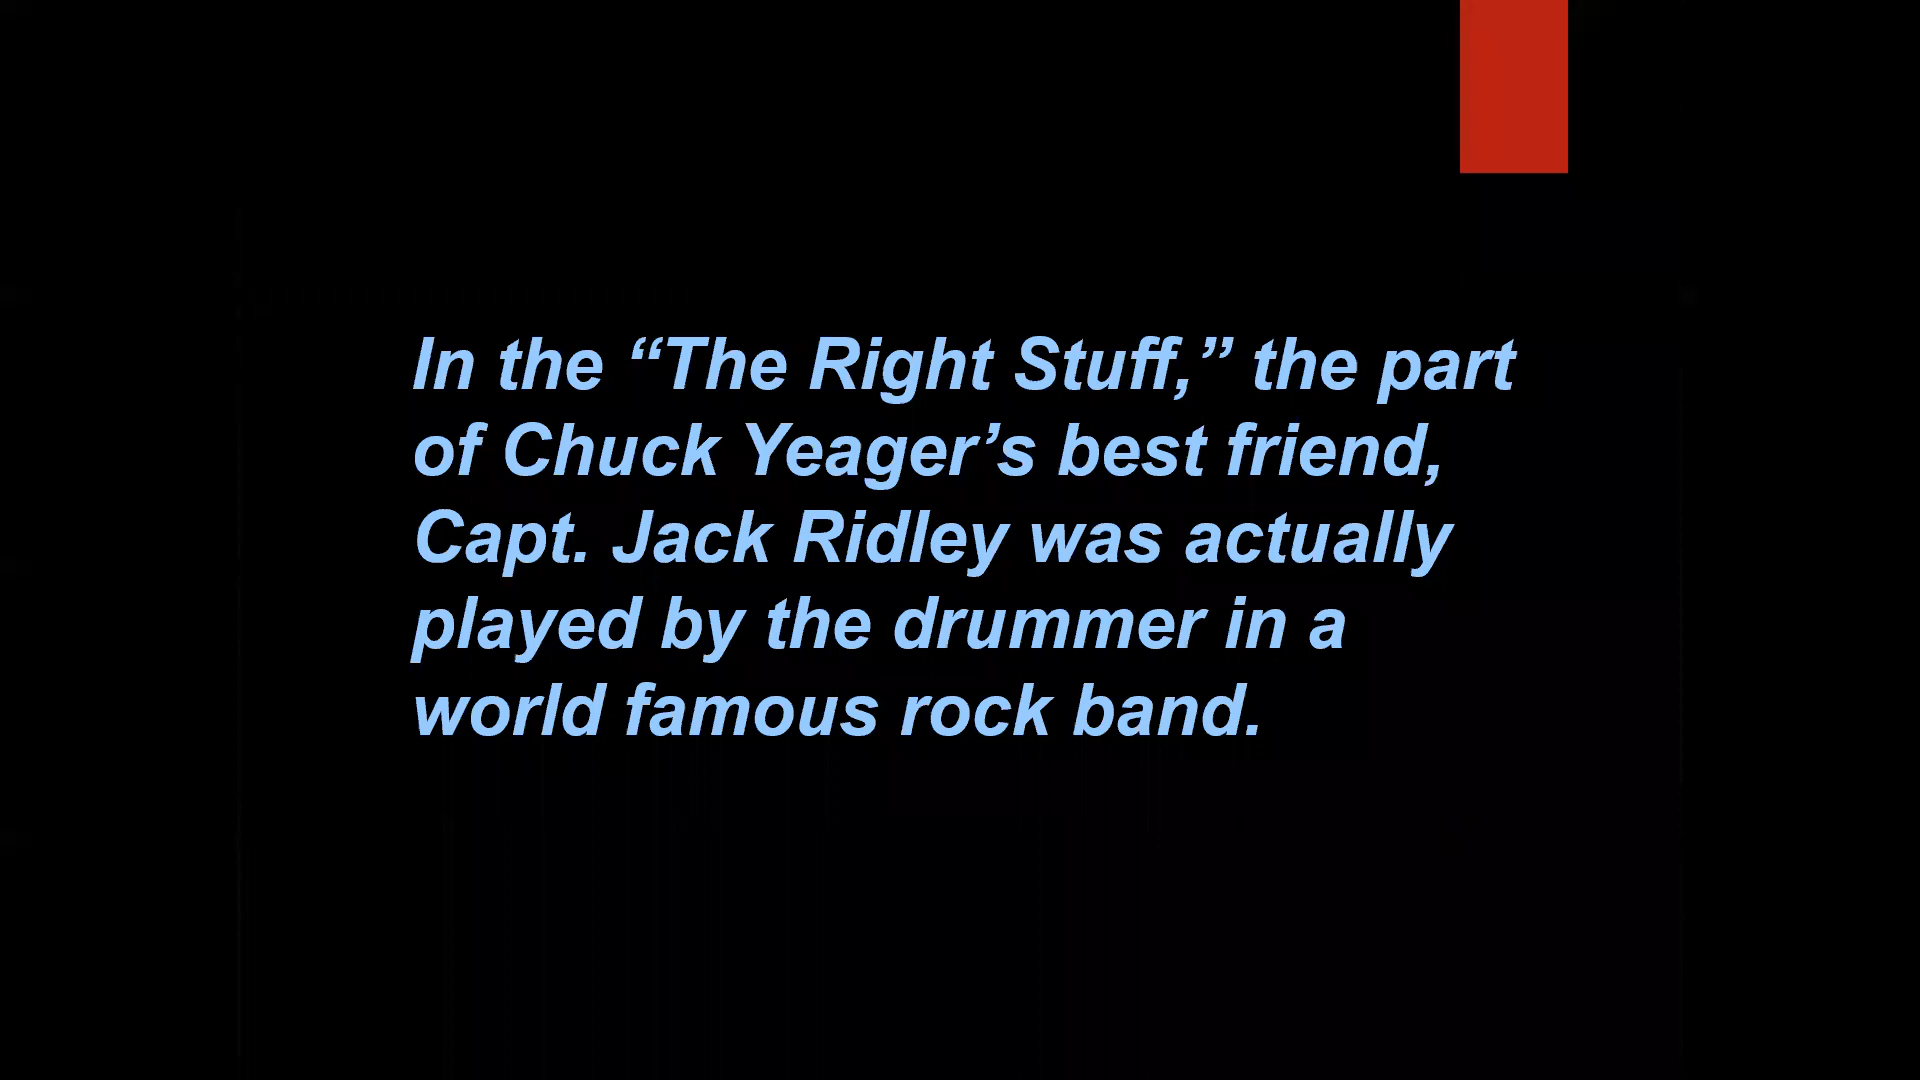 In the “The Right Stuff,” the part
of Chuck Yeager’s best friend,
Capt. Jack Ridley was actually
played by the drummer in a
world famous rock band.